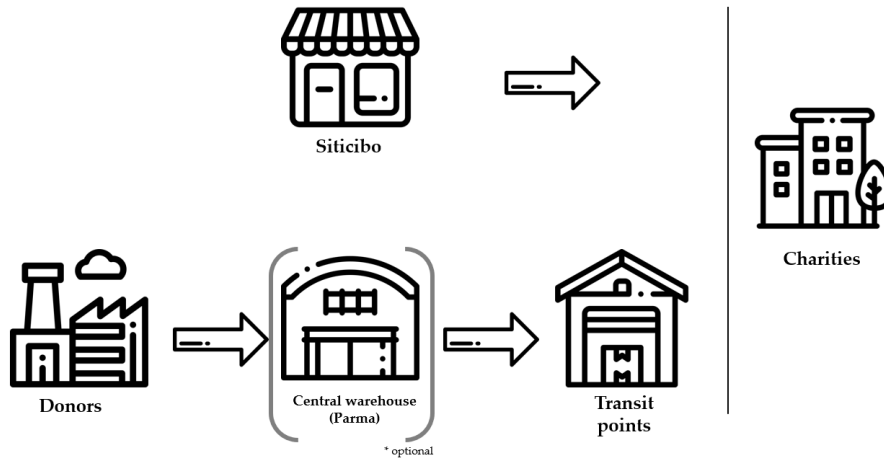 Siticibo
Charities
Donors
Central warehouse
(Parma)
* optional
Transit
points